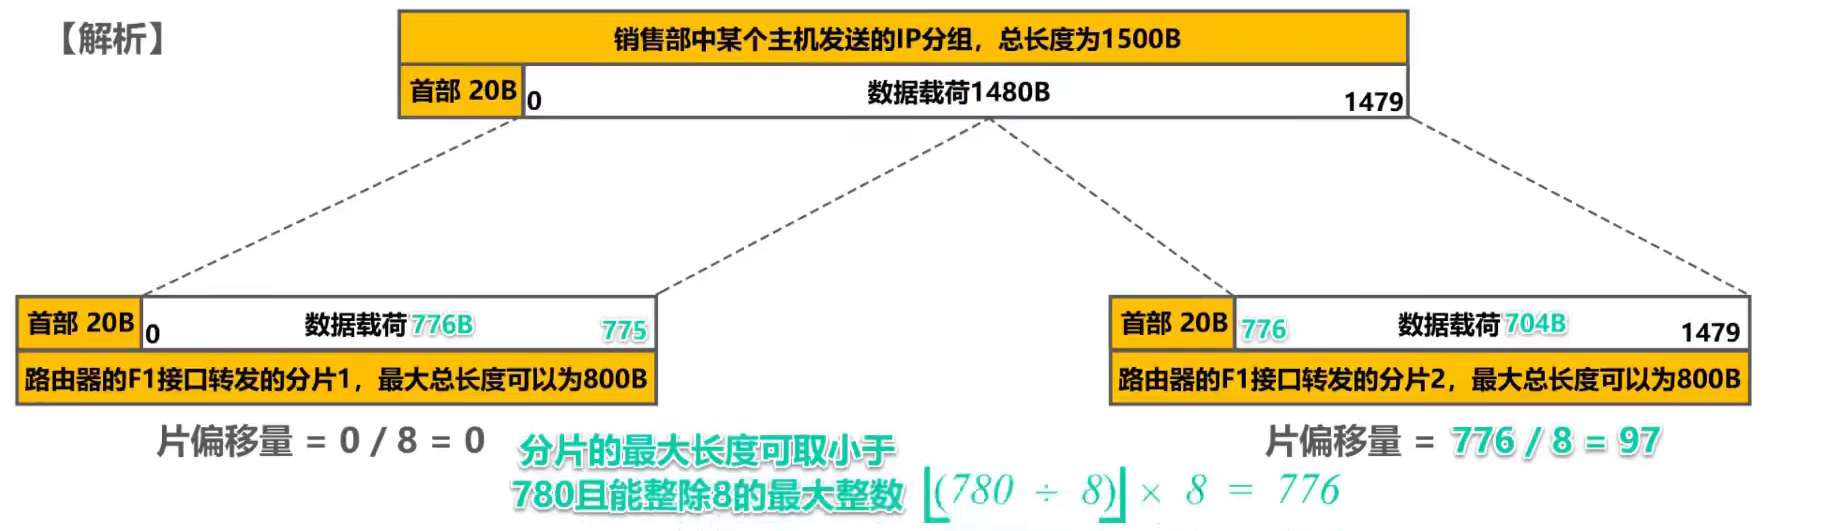 【解析】
销售部中某个主机发送的IP分组，总长度为1500B
首部 20B
0
数据载荷1480B
1479
首部 20B
0
数据载荷776B
775
首部 20B
776
数据载荷704B
1479
路由器的F1接口转发的分片1，最大总长度可以为800B
路由器的F1接口转发的分片2，最大总长度可以为800B
片偏移量 = 0 / 8 = 0
片偏移量 = 776 / 8 = 97
分片的最大长度可取小于
780且能整除8的最大整数
⌊(780 ÷ 8)⌋ × 8 = 776